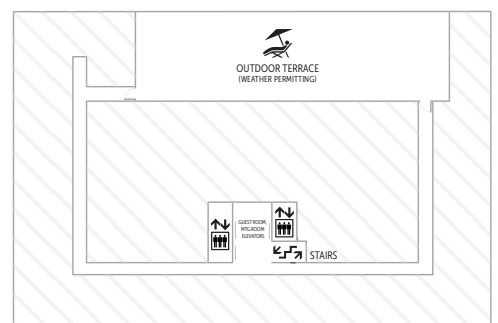 OUTDOOR TERRACE
(WEATHER PERMITTING)
GUEST ROOM,
MTG.ROOM
ELEVATORS
STAIRS